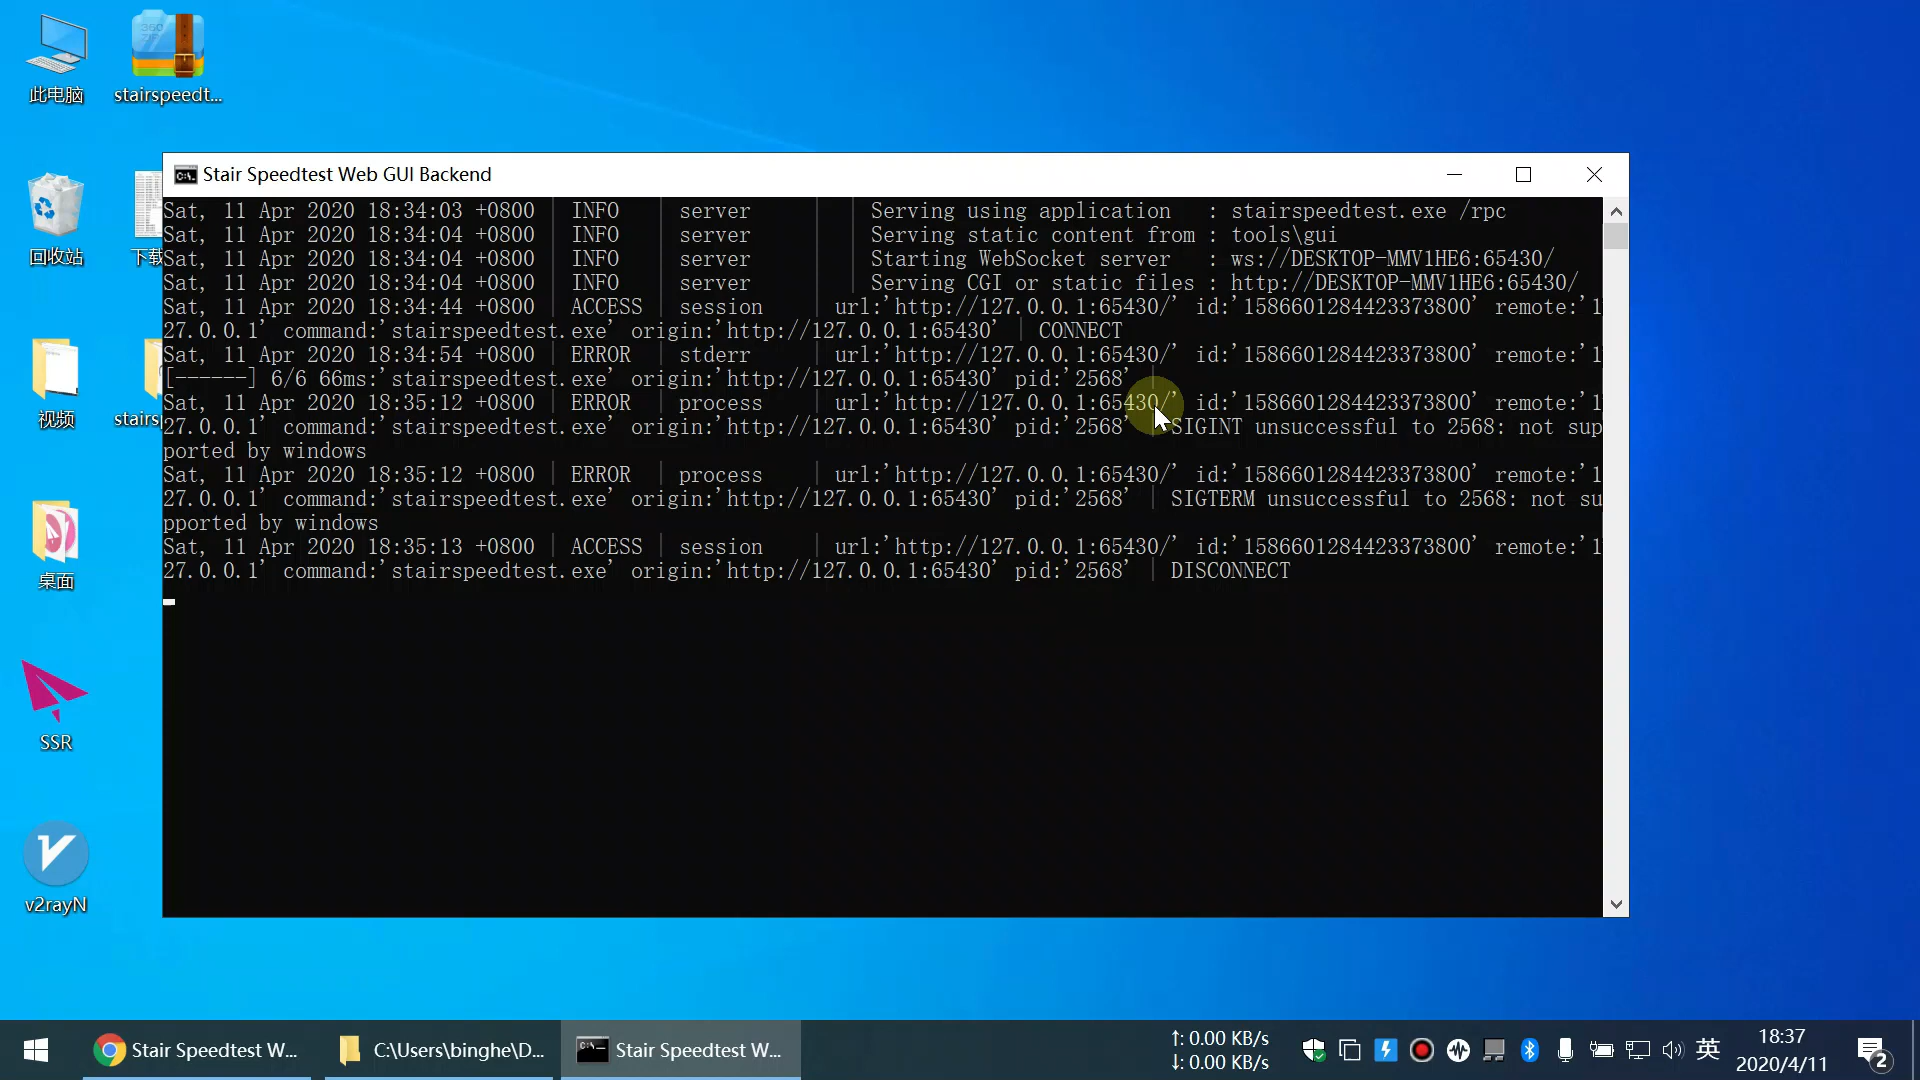 此电脑
stairspeedt...
回收站
下载
视频
stairs
桌面
SSR
v2rayN
Stair Speedtest Web GUI Backend
Sat, 11 Apr 2020 18:34:03 +0800 | INFO | server | | Serving using application : stairspeedtest.exe /rpc
Sat, 11 Apr 2020 18:34:04 +0800 | INFO | server | | Serving static content from : tools\gui
Sat, 11 Apr 2020 18:34:04 +0800 | INFO | server | | Starting WebSocket server : ws://DESKTOP-MMV1HE6:65430/
Sat, 11 Apr 2020 18:34:04 +0800 | INFO | server | | Serving CGI or static files : http://DESKTOP-MMV1HE6:65430/
Sat, 11 Apr 2020 18:34:44 +0800 | ACCESS | session | url:'http://127.0.0.1:65430/' id:'1586601284423373800' remote:'1
27.0.0.1' command:'stairspeedtest.exe' origin:'http://127.0.0.1:65430' | CONNECT
Sat, 11 Apr 2020 18:34:54 +0800 | ERROR | stderr | url:'http://127.0.0.1:65430/' id:'1586601284423373800' remote:'1
[------] 6/6 66ms:'stairspeedtest.exe' origin:'http://127.0.0.1:65430' pid:'2568' |
Sat, 11 Apr 2020 18:35:12 +0800 | ERROR | process | url:'http://127.0.0.1:65430/' id:'1586601284423373800' remote:'1
27.0.0.1' command:'stairspeedtest.exe' origin:'http://127.0.0.1:65430' pid:'2568' | SIGINT unsuccessful to 2568: not sup
ported by windows
Sat, 11 Apr 2020 18:35:12 +0800 | ERROR | process | url:'http://127.0.0.1:65430/' id:'1586601284423373800' remote:'1
27.0.0.1' command:'stairspeedtest.exe' origin:'http://127.0.0.1:65430' pid:'2568' | SIGTERM unsuccessful to 2568: not su
pported by windows
Sat, 11 Apr 2020 18:35:13 +0800 | ACCESS | session | url:'http://127.0.0.1:65430/' id:'1586601284423373800' remote:'1
27.0.0.1' command:'stairspeedtest.exe' origin:'http://127.0.0.1:65430' pid:'2568' | DISCONNECT
Stair Speedtest W...
C:\Users\binghe\D...
Stair Speedtest W...
↑: 0.00 KB/s
↓: 0.00 KB/s
英
18:37
2020/4/11
2